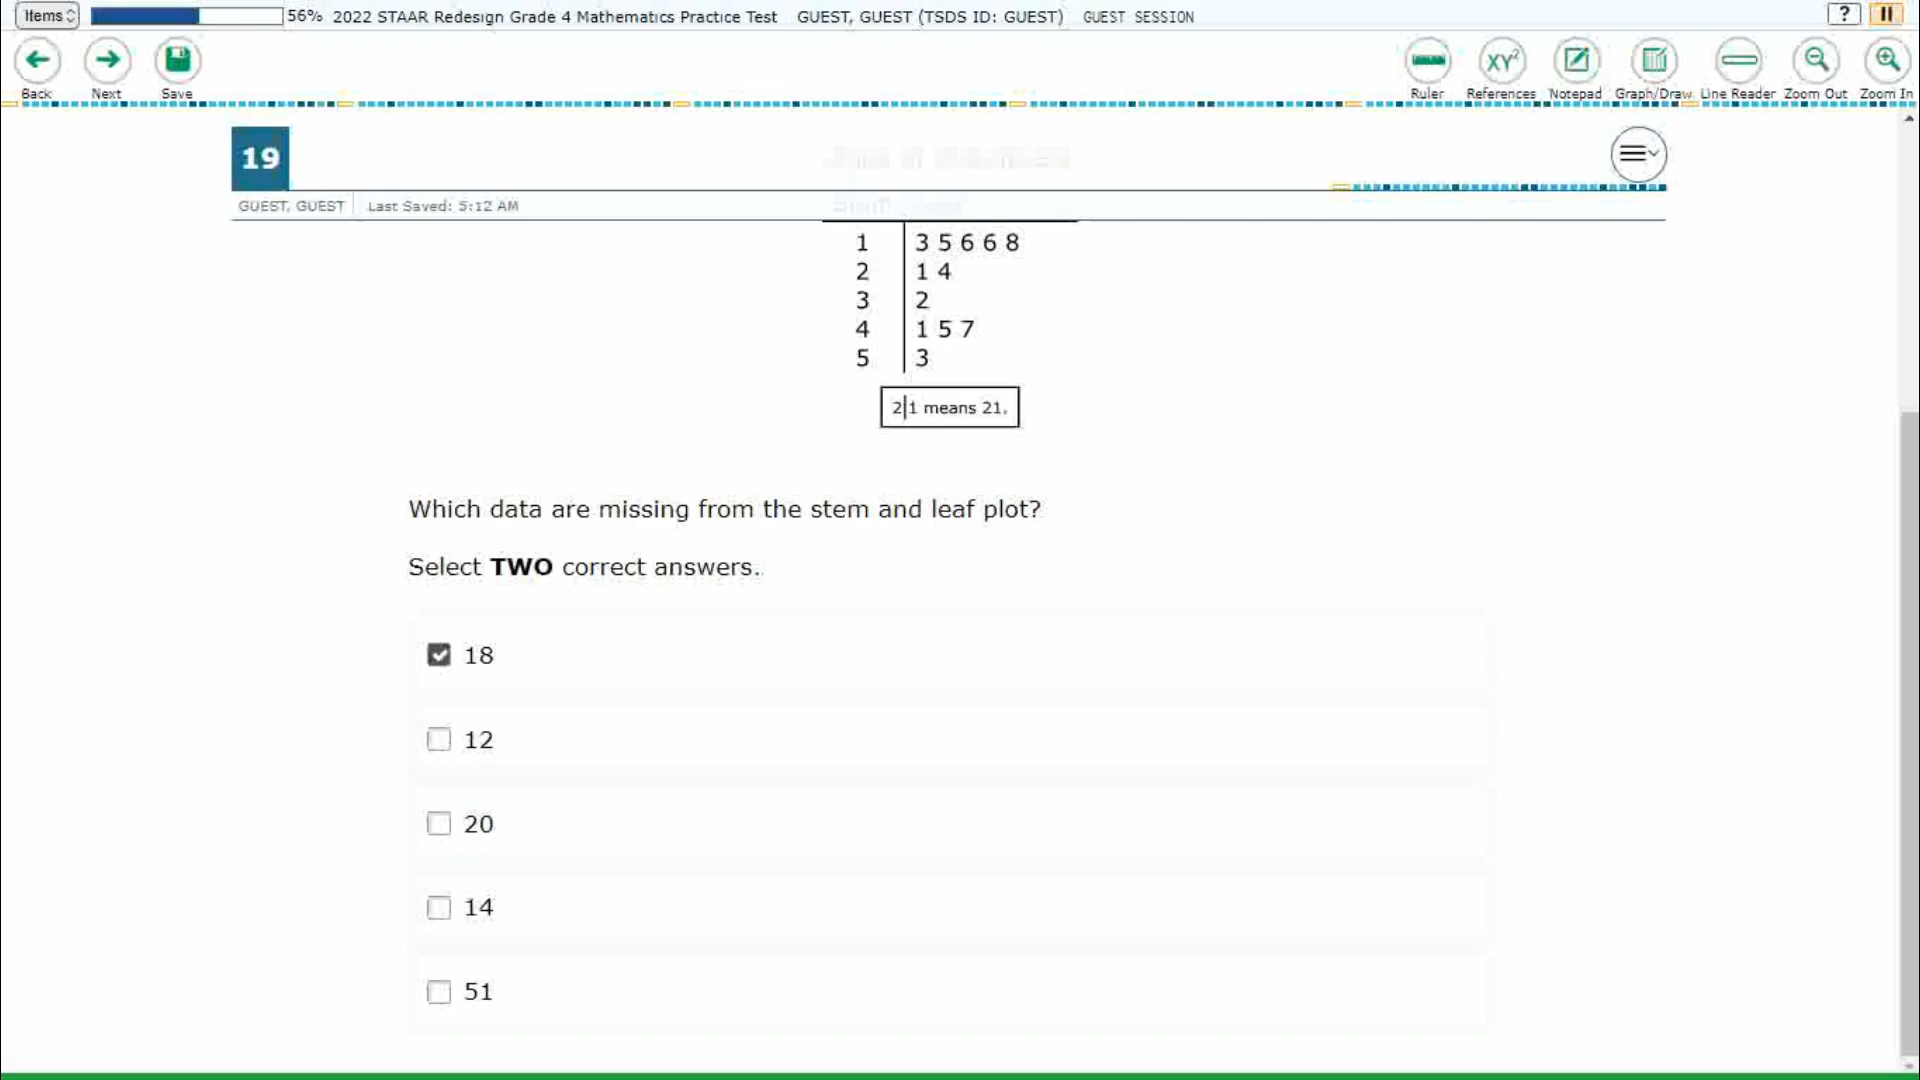 Items 56% 2022 STAAR Redesign Grade 4 Mathematics Practice Test GUEST, GUEST (TSDS ID: GUEST) GUEST SESSION ?
XY²
Back Next Save Ruler References Notepad Graph/Draw Line Reader Zoom Out Zoom In
19
GUEST, GUEST Last Saved: 5:12 AM
1 3 5 6 6 8
2 1 4
3 2
4 1 5 7
5 3
2|1 means 21.
Which data are missing from the stem and leaf plot?
Select TWO correct answers.
18
12
20
14
51